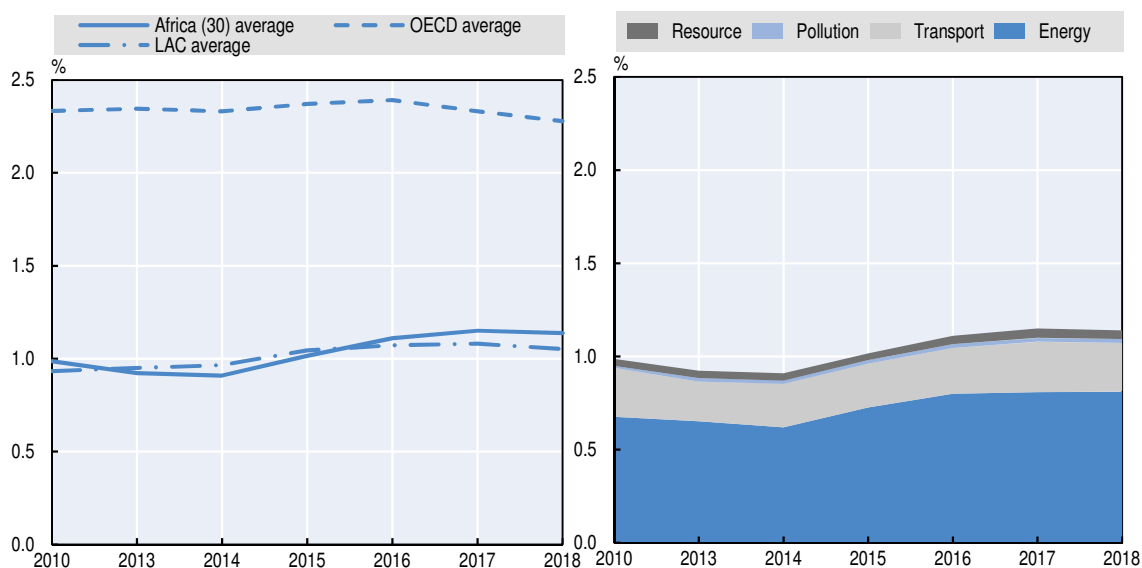 Africa (30) average OECD average
LAC average
%
2.5
2.0
1.5
1.0
0.5
0.0
2010 2013 2014 2015 2016 2017 2018
Resource Pollution Transport Energy
%
2.5
2.0
1.5
1.0
0.5
0.0
2010 2013 2014 2015 2016 2017 2018